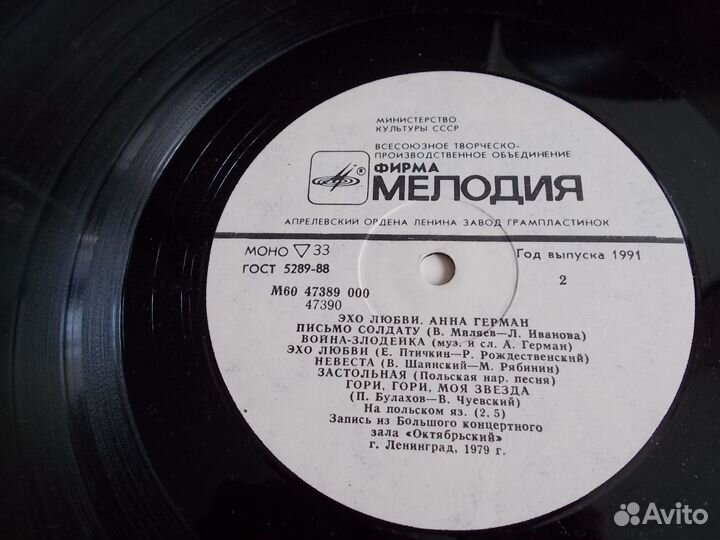 МИНИСТЕРСТВО
КУЛЬТУРЫ СССР
ВСЕСОЮЗНОЕ ТВОРЧЕСКО-
ПРОИЗВОДСТВЕННОЕ ОБЪЕДИНЕНИЕ
ФИРМА
® МЕЛОДИЯ
АПРЕЛЕВСКИЙ ОРДЕНА ЛЕНИНА ЗАВОД ГРАМПЛАСТИНОК
МОНО ▽ 33
Год выпуска 1991
ГОСТ 5289-88
М60 47389 000
2
47390
ЭХО ЛЮБВИ. АННА ГЕРМАН
ПИСЬМО СОЛДАТУ (В. Миляев—Л. Иванова)
ВОЙНА-ЗЛОДЕЙКА (муз. и сл. А. Герман)
ЭХО ЛЮБВИ (Е. Птичкин—Р. Рождественский)
НЕВЕСТА (В. Шаинский—М. Рябинин)
ЗАСТОЛЬНАЯ (Польская нар. песня)
ГОРИ, ГОРИ, МОЯ ЗВЕЗДА
(П. Булахов—В. Чуевский)
На польском яз. (2. 5)
Запись из Большого концертного
зала «Октябрьский»
г. Ленинград, 1979 г.
Avito